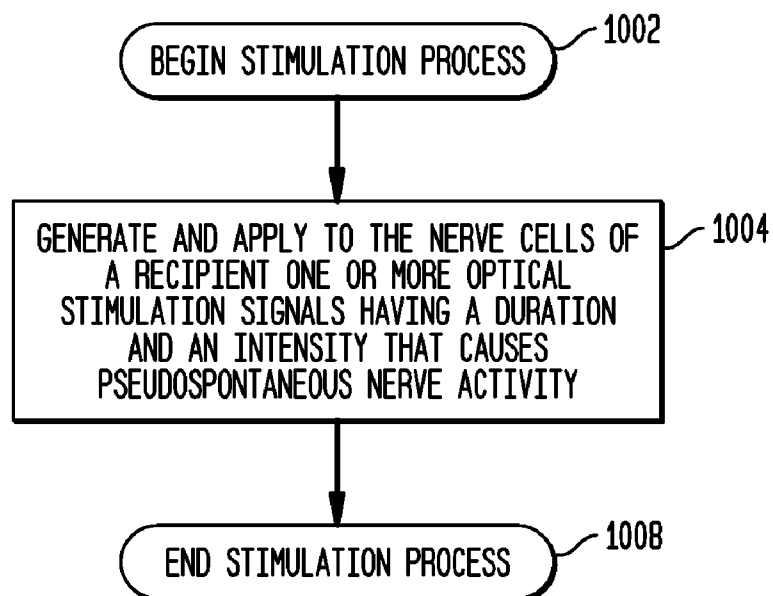 BEGIN STIMULATION PROCESS
1002
GENERATE AND APPLY TO THE NERVE CELLS OF
A RECIPIENT ONE OR MORE OPTICAL
STIMULATION SIGNALS HAVING A DURATION
AND AN INTENSITY THAT CAUSES
PSEUDOSPONTANEOUS NERVE ACTIVITY
1004
END STIMULATION PROCESS
1008